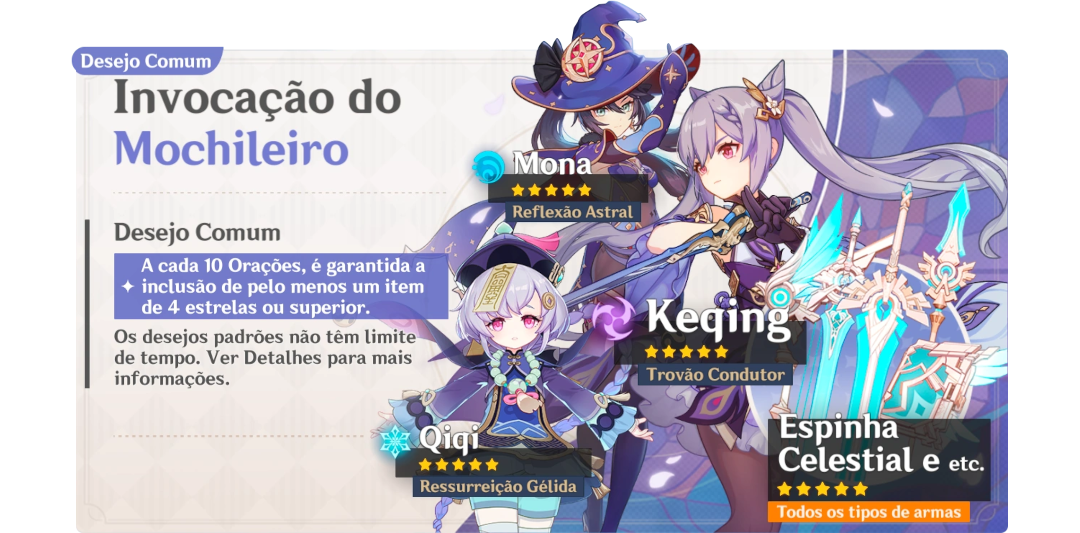 Desejo Comum
Invocação do
Mochileiro
Desejo Comum
A cada 10 Orações, é garantida a
inclusão de pelo menos um item
de 4 estrelas ou superior.
Os desejos padrões não têm limite
de tempo. Ver Detalhes para mais
informações.
Mona
Reflexão Astral
Keqing
Trovão Condutor
Qiqi
Ressurreição Gélida
Espinha
Celestial e etc.
Todos os tipos de armas